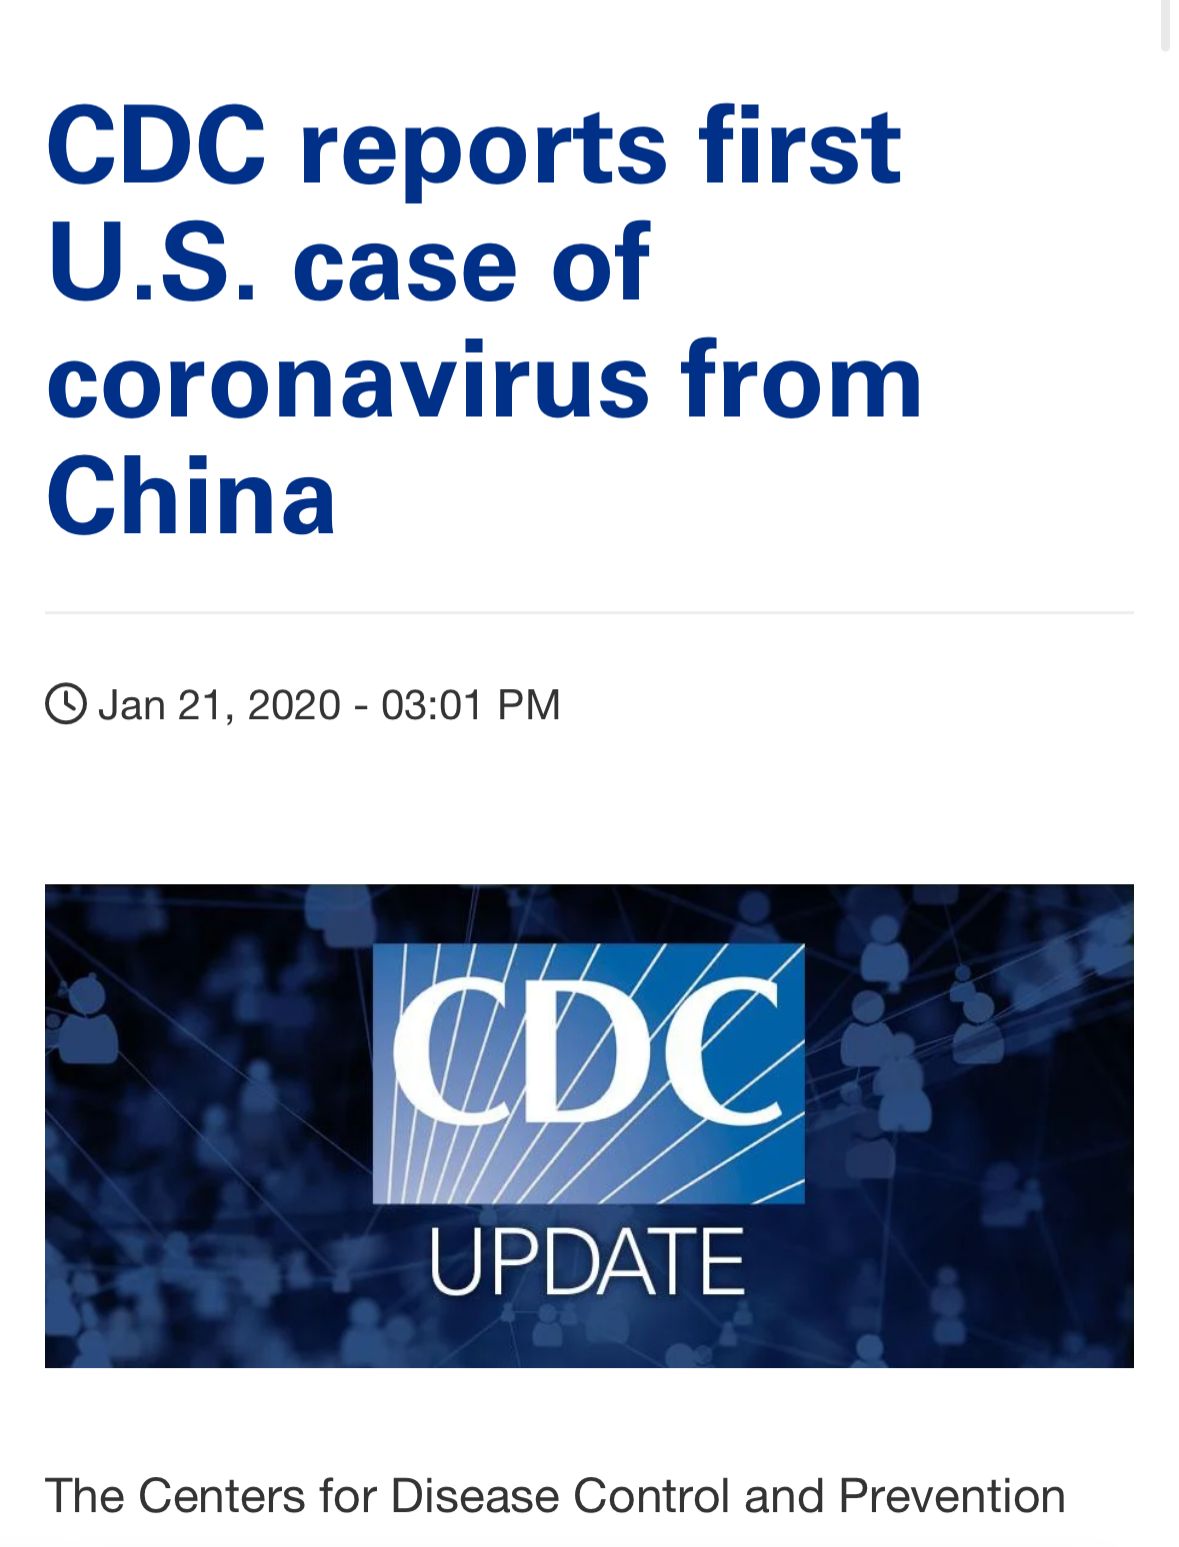 CDC reports first
U.S. case of
coronavirus from
China
Jan 21, 2020 - 03:01 PM
CDC
UPDATE
The Centers for Disease Control and Prevention